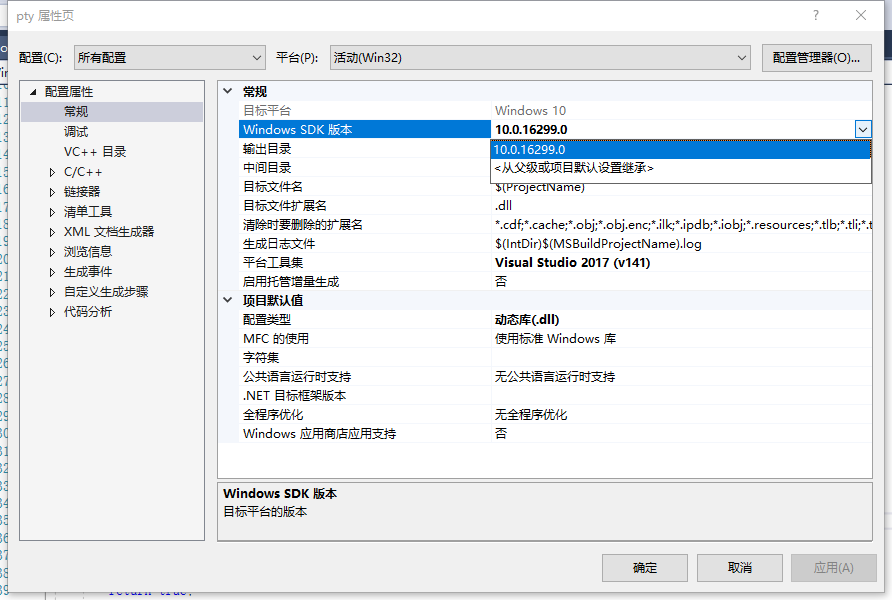 pty 属性页
配置(C): 所有配置 平台(P): 活动(Win32) 配置管理器(O)...
配置属性
常规
调试
VC++ 目录
C/C++
链接器
清单工具
XML 文档生成器
浏览信息
生成事件
自定义生成步骤
代码分析
常规
目标平台 Windows 10
Windows SDK 版本 10.0.16299.0
10.0.16299.0
<从父级或项目默认设置继承>
输出目录
中间目录
目标文件名 $(ProjectName)
目标文件扩展名 .dll
清除时要删除的扩展名 *.cdf;*.cache;*.obj;*.obj.enc;*.ilk;*.ipdb;*.iobj;*.resources;*.tlb;*.tli;*.t
生成日志文件 $(IntDir)$(MSBuildProjectName).log
平台工具集 Visual Studio 2017 (v141)
启用托管增量生成 否
项目默认值
配置类型 动态库(.dll)
MFC 的使用 使用标准 Windows 库
字符集
公共语言运行时支持 无公共语言运行时支持
.NET 目标框架版本
全程序优化 无全程序优化
Windows 应用商店应用支持 否
Windows SDK 版本
目标平台的版本
确定 取消 应用(A)
return true;